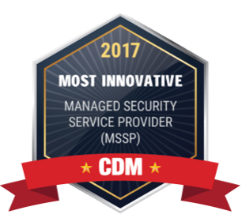 2017
MOST INNOVATIVE
MANAGED SECURITY
SERVICE PROVIDER
(MSSP)
CDM